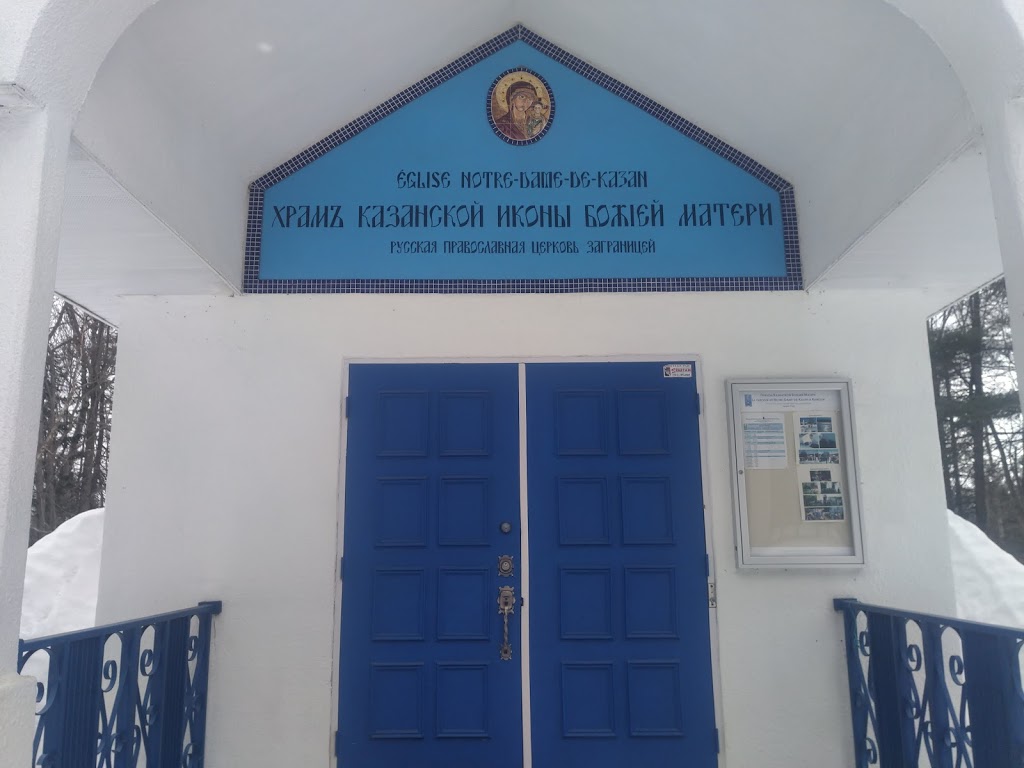 ÉGLISE NOTRE-DAME-DE-KAZAN
ХРАМЪ КАЗАНСКОЙ ИКОНЫ БОЖІЕЙ МАТЕРИ
РУССКАЯ ПРАВОСЛАВНАЯ ЦЕРКОВЬ ЗАГРАНИЦЕЙ